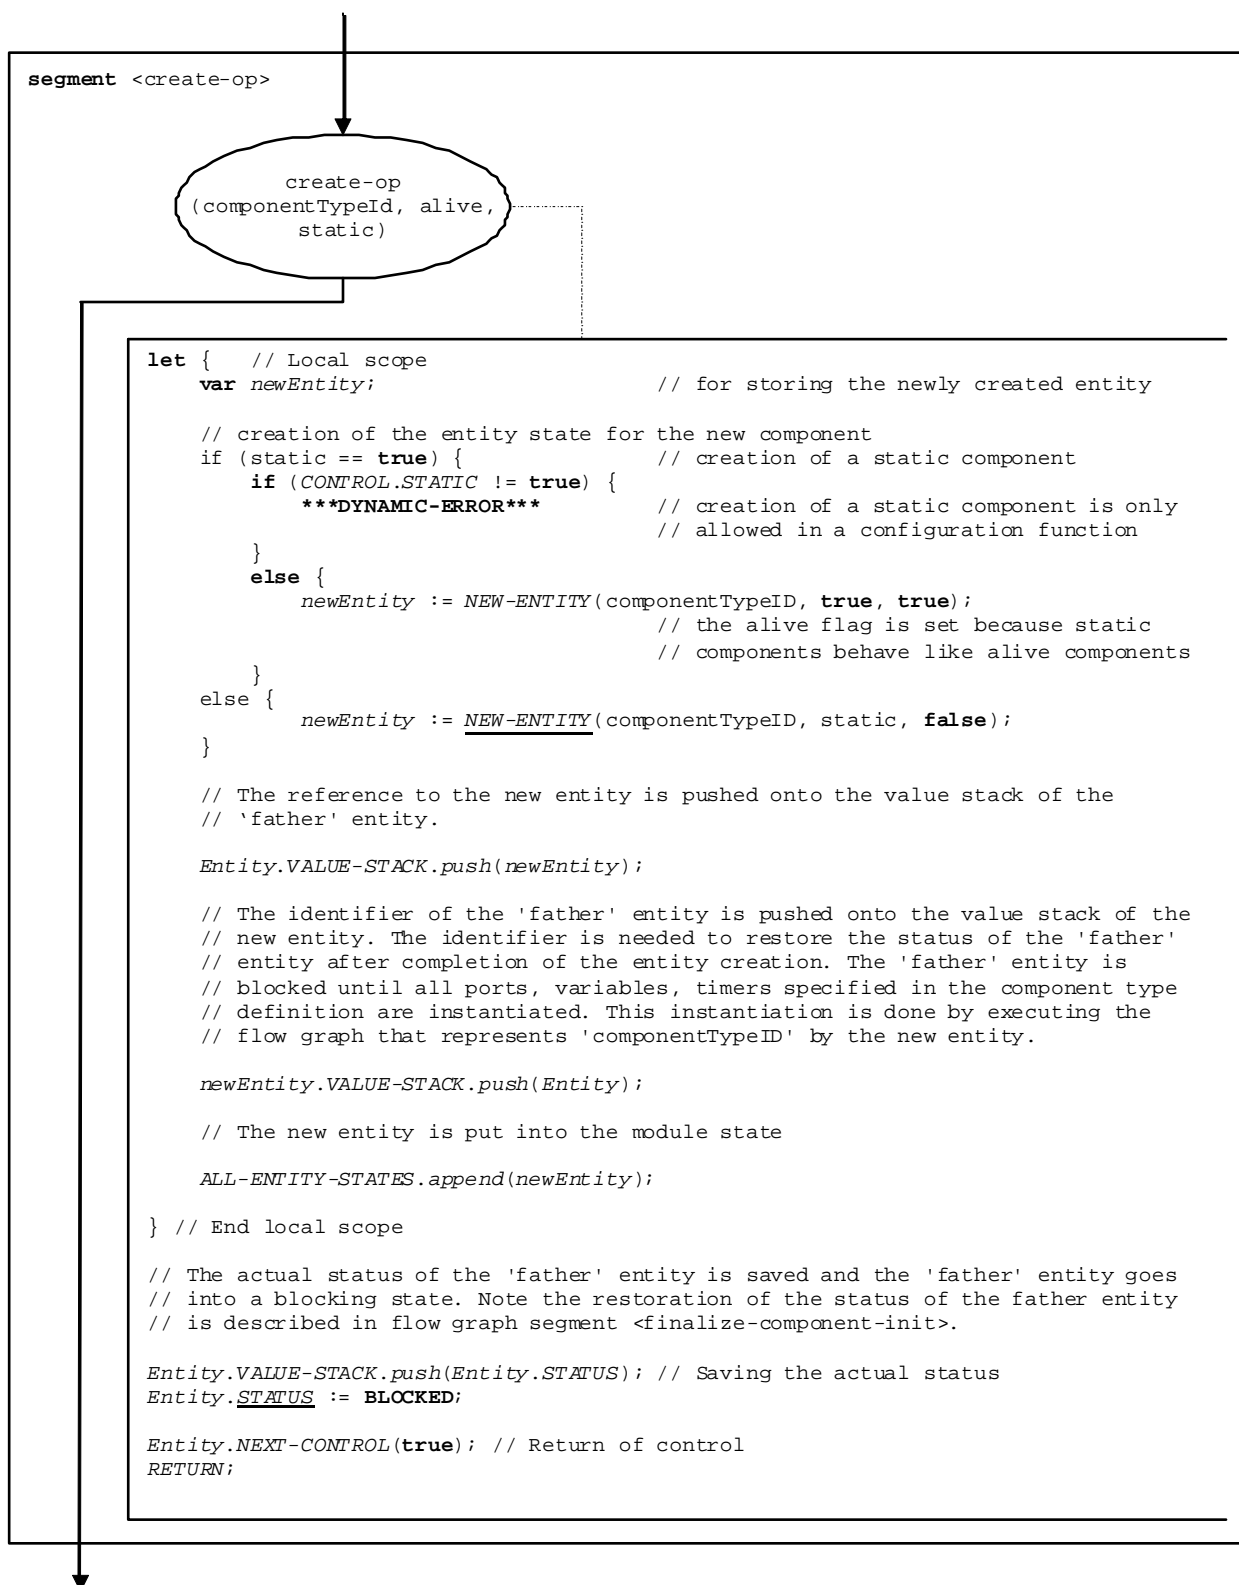 segment <create-op>
create-op
(componentTypeId, alive,
static)
let {   // Local scope
var newEntity; // for storing the newly created entity
// creation of the entity state for the new component
if (static == true) { // creation of a static component
if (CONTROL.STATIC != true) {
***DYNAMIC-ERROR*** // creation of a static component is only
// allowed in a configuration function
}
else {
newEntity := NEW-ENTITY(componentTypeID, true, true);
// the alive flag is set because static
// components behave like alive components
}
else {
newEntity := NEW-ENTITY(componentTypeID, static, false);
}
// The reference to the new entity is pushed onto the value stack of the
// ‘father' entity.
Entity.VALUE-STACK.push(newEntity);
// The identifier of the 'father' entity is pushed onto the value stack of the
// new entity. The identifier is needed to restore the status of the 'father'
// entity after completion of the entity creation. The 'father' entity is
// blocked until all ports, variables, timers specified in the component type
// definition are instantiated. This instantiation is done by executing the
// flow graph that represents 'componentTypeID' by the new entity.
newEntity.VALUE-STACK.push(Entity);
// The new entity is put into the module state
ALL-ENTITY-STATES.append(newEntity);
} // End local scope
// The actual status of the 'father' entity is saved and the 'father' entity goes
// into a blocking state. Note the restoration of the status of the father entity
// is described in flow graph segment <finalize-component-init>.
Entity.VALUE-STACK.push(Entity.STATUS); // Saving the actual status
Entity.STATUS := BLOCKED;
Entity.NEXT-CONTROL(true); // Return of control
RETURN;